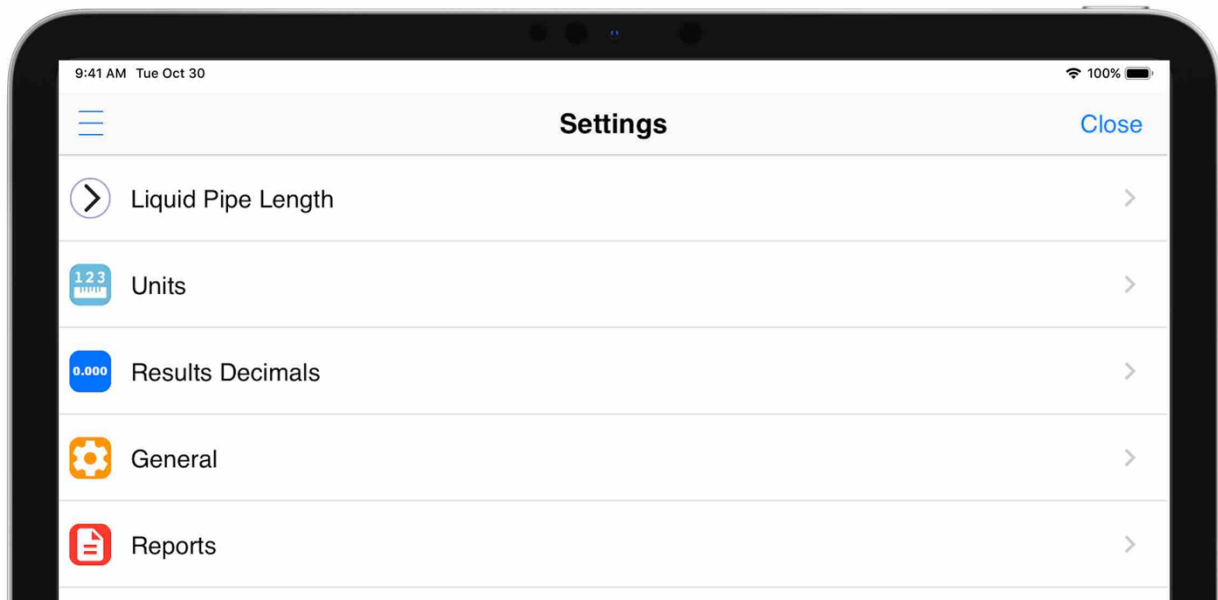 9:41 AM Tue Oct 30 100%
Settings Close
Liquid Pipe Length
123 Units
0.000 Results Decimals
General
Reports